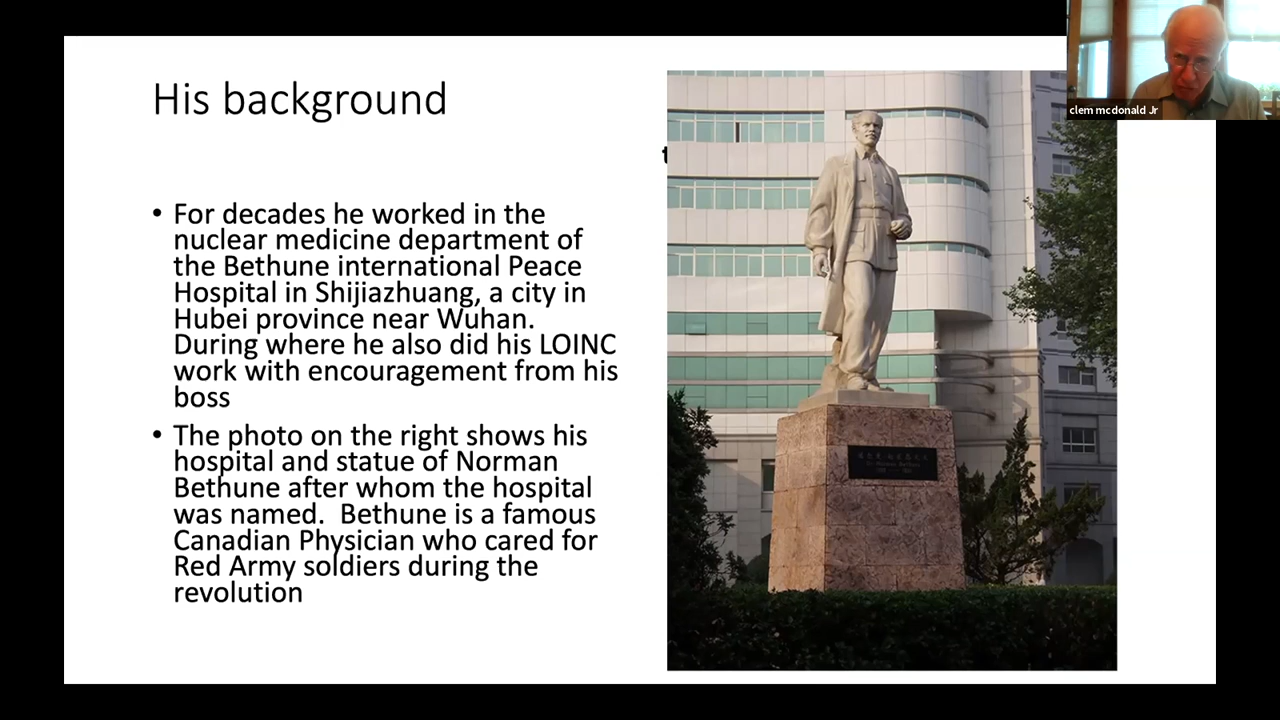 clem mcdonald Jr
His background
t
• For decades he worked in the
nuclear medicine department of
the Bethune international Peace
Hospital in Shijiazhuang, a city in
Hubei province near Wuhan.
During where he also did his LOINC
work with encouragement from his
boss
• The photo on the right shows his
hospital and statue of Norman
Bethune after whom the hospital
was named.  Bethune is a famous
Canadian Physician who cared for
Red Army soldiers during the
revolution
Dr Norman Bethune